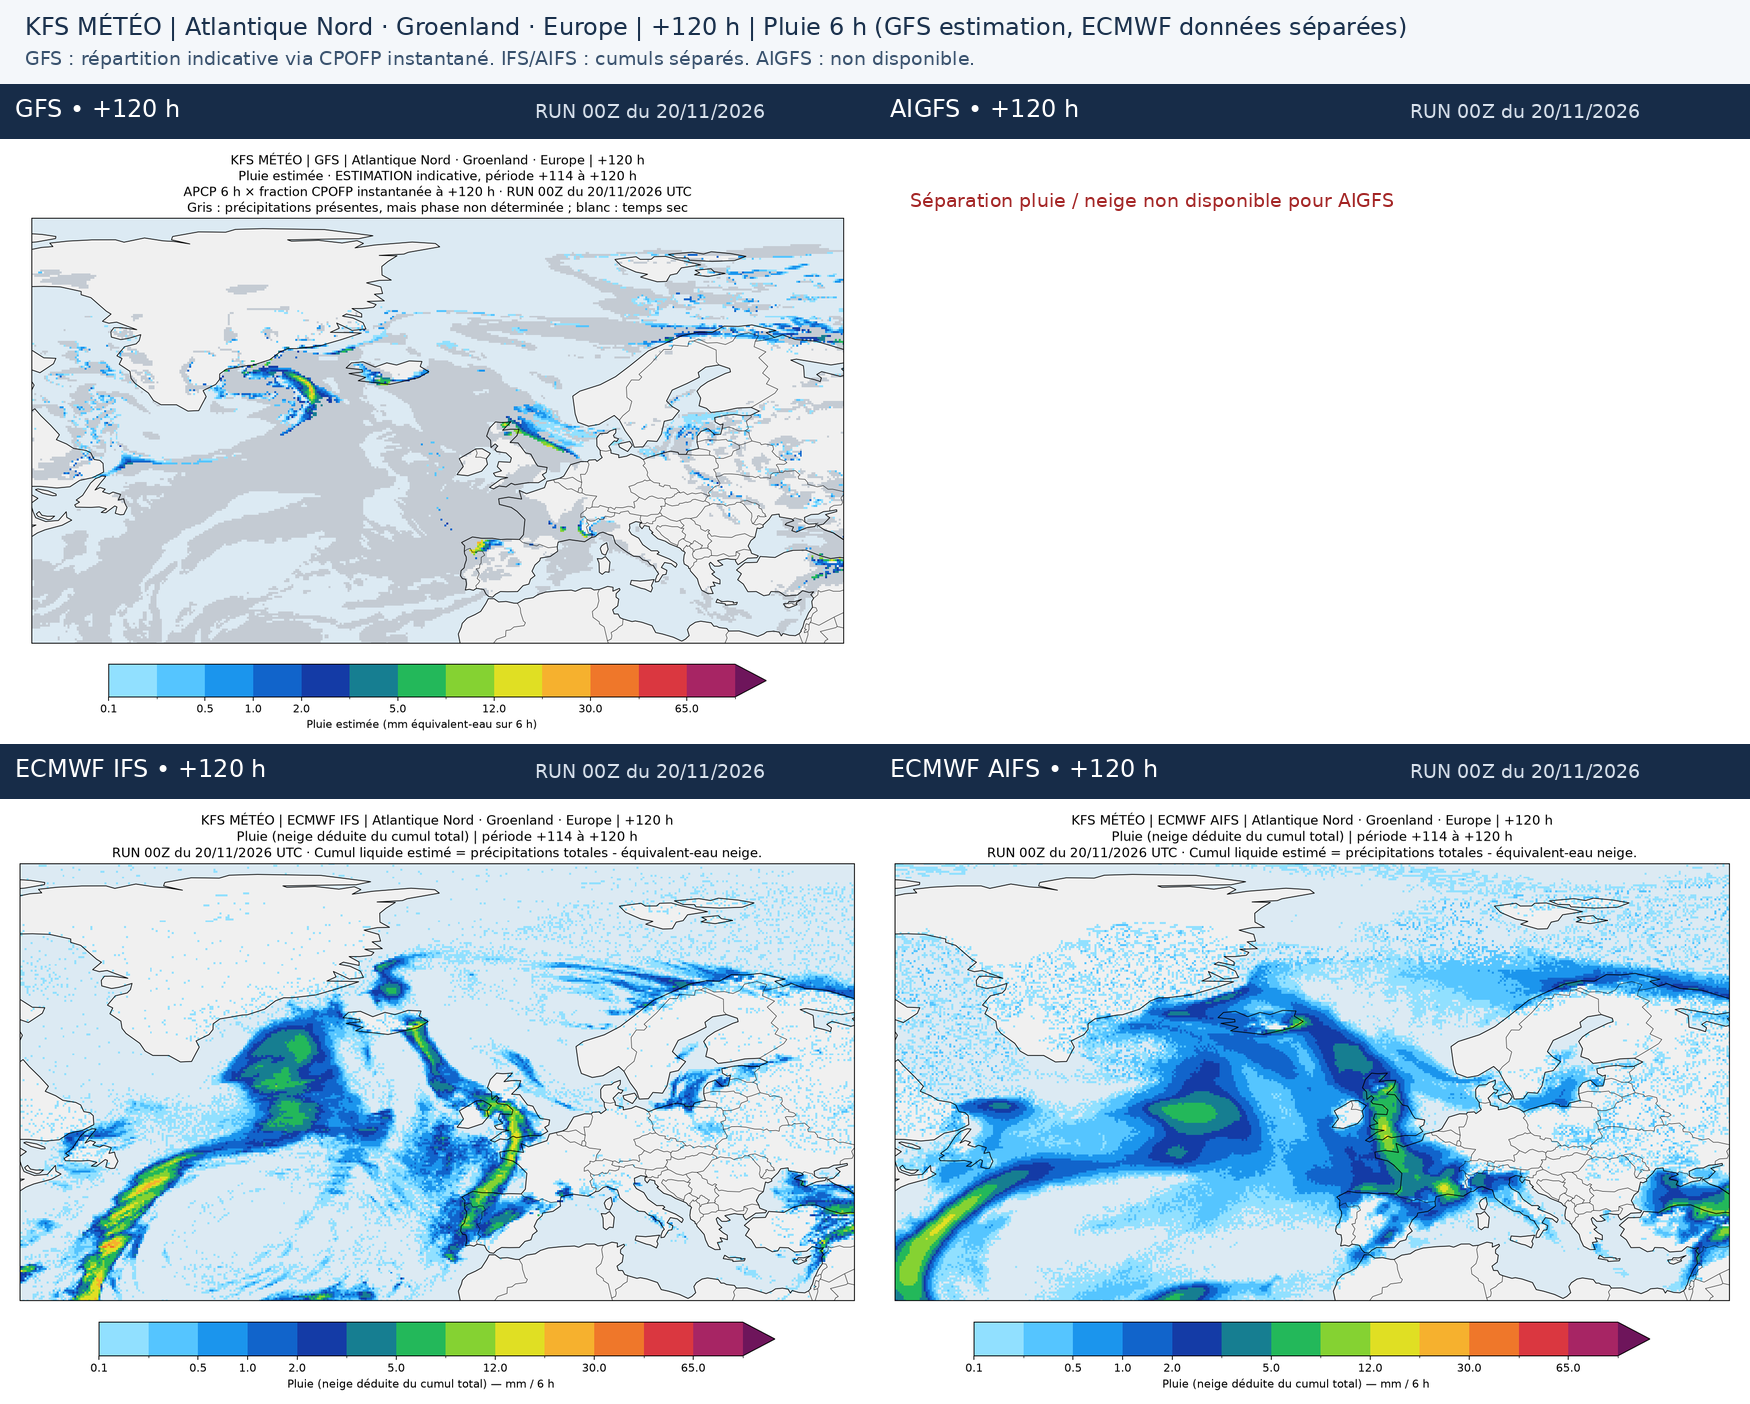 KFS MÉTÉO | Atlantique Nord · Groenland · Europe | +120 h | Pluie 6 h (GFS estimation, ECMWF données séparées)
GFS : répartition indicative via CPOFP instantané. IFS/AIFS : cumuls séparés. AIGFS : non disponible.
GFS • +120 h
RUN 00Z du 20/11/2026
AIGFS • +120 h
RUN 00Z du 20/11/2026
KFS MÉTÉO | GFS | Atlantique Nord · Groenland · Europe | +120 h
Pluie estimée · ESTIMATION indicative, période +114 à +120 h
APCP 6 h × fraction CPOFP instantanée à +120 h · RUN 00Z du 20/11/2026 UTC
Gris : précipitations présentes, mais phase non déterminée ; blanc : temps sec
Séparation pluie / neige non disponible pour AIGFS
0.1 0.5 1.0 2.0 5.0 12.0 30.0 65.0
Pluie estimée (mm équivalent-eau sur 6 h)
ECMWF IFS • +120 h
RUN 00Z du 20/11/2026
ECMWF AIFS • +120 h
RUN 00Z du 20/11/2026
KFS MÉTÉO | ECMWF IFS | Atlantique Nord · Groenland · Europe | +120 h
Pluie (neige déduite du cumul total) | période +114 à +120 h
RUN 00Z du 20/11/2026 UTC · Cumul liquide estimé = précipitations totales - équivalent-eau neige.
KFS MÉTÉO | ECMWF AIFS | Atlantique Nord · Groenland · Europe | +120 h
Pluie (neige déduite du cumul total) | période +114 à +120 h
RUN 00Z du 20/11/2026 UTC · Cumul liquide estimé = précipitations totales - équivalent-eau neige.
0.1 0.5 1.0 2.0 5.0 12.0 30.0 65.0
Pluie (neige déduite du cumul total) — mm / 6 h
0.1 0.5 1.0 2.0 5.0 12.0 30.0 65.0
Pluie (neige déduite du cumul total) — mm / 6 h